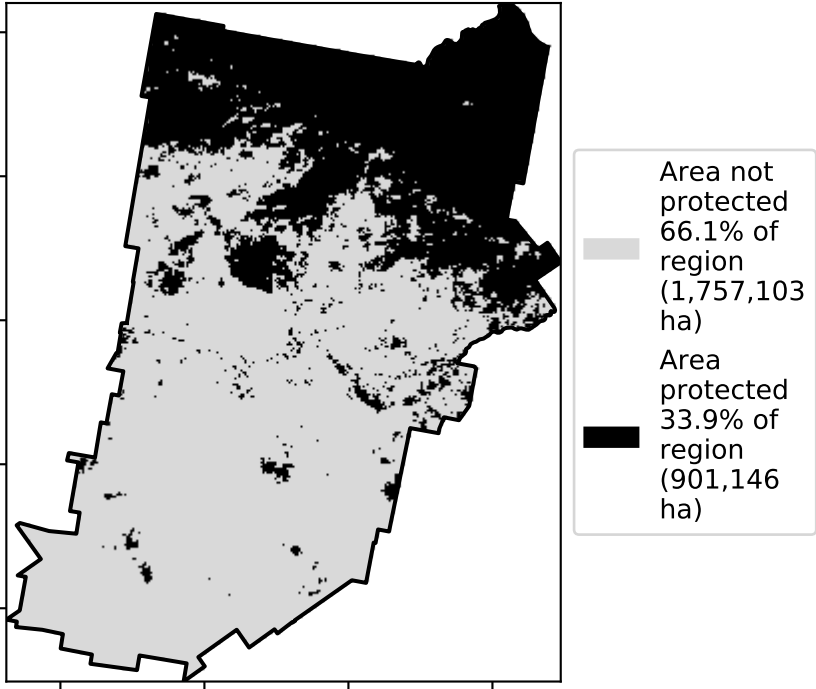 Area not
protected
66.1% of
region
(1,757,103
ha)
Area
protected
33.9% of
region
(901,146
ha)